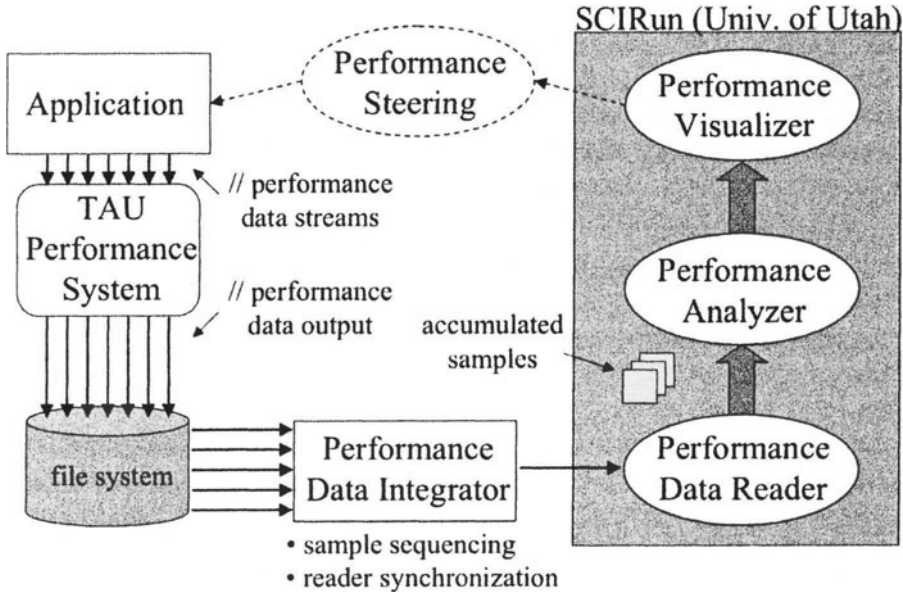 SCIRun (Univ. of Utah)
Application
Performance
Steering
Performance
Visualizer
// performance
data streams
TAU
Performance
System
// performance
data output
Performance
Analyzer
accumulated
samples
file system
Performance
Data Integrator
Performance
Data Reader
• sample sequencing
• reader synchronization